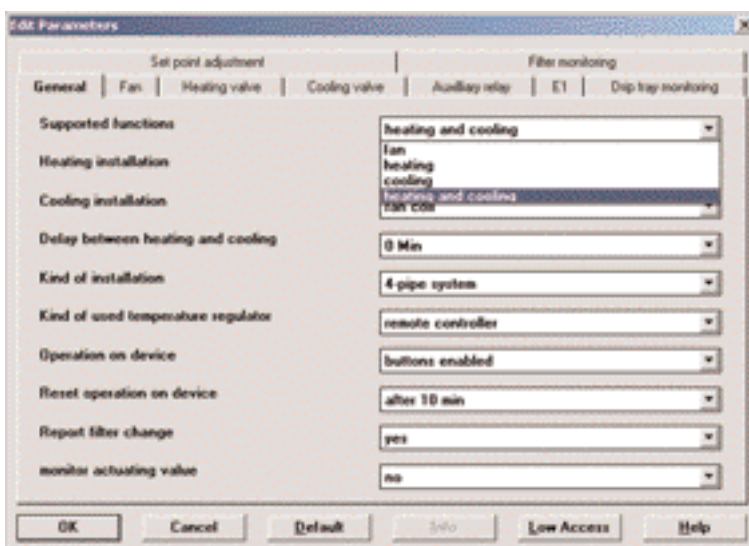 Edit Parameters
Set point adjustment Filter monitoring
General Fan Heating valve Cooling valve Auxiliary relay E1 Drip tray monitoring
Supported functions heating and cooling
fan
Heating installation heating
cooling
heating and cooling
Cooling installation fan coil
Delay between heating and cooling 0 Min
Kind of installation 4-pipe system
Kind of used temperature regulator remote controller
Operation on device buttons enabled
Reset operation on device after 10 min
Report filter change yes
monitor actuating value no
OK Cancel Default Info Low Access Help